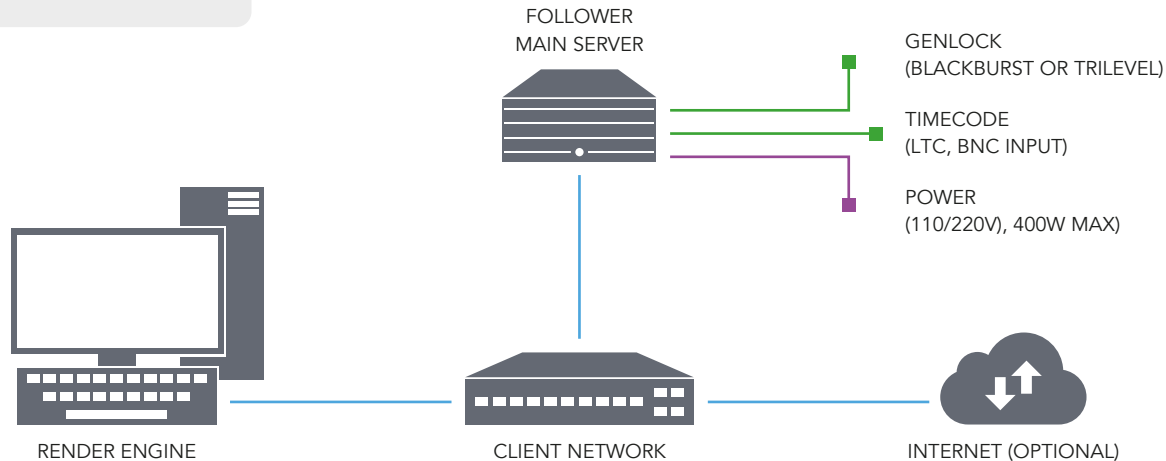 FOLLOWER
MAIN SERVER
GENLOCK
(BLACKBURST OR TRILEVEL)
TIMECODE
(LTC, BNC INPUT)
POWER
(110/220V), 400W MAX)
RENDER ENGINE
CLIENT NETWORK
INTERNET (OPTIONAL)